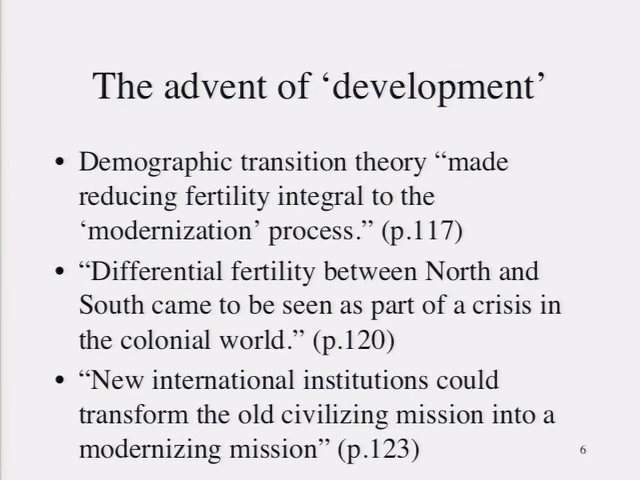 The advent of ‘development’
• Demographic transition theory “made
reducing fertility integral to the
‘modernization’ process.” (p.117)
• “Differential fertility between North and
South came to be seen as part of a crisis in
the colonial world.” (p.120)
• “New international institutions could
transform the old civilizing mission into a
modernizing mission” (p.123)
6